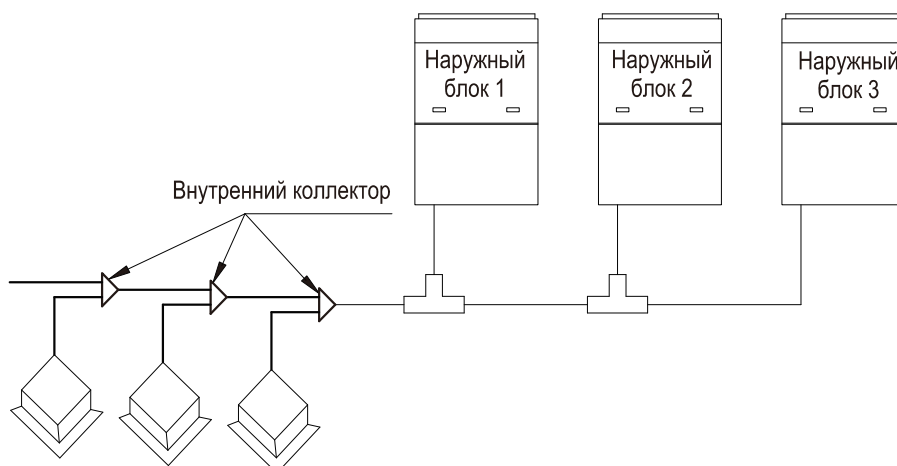 Наружный
блок 1
Наружный
блок 2
Наружный
блок 3
Внутренний коллектор